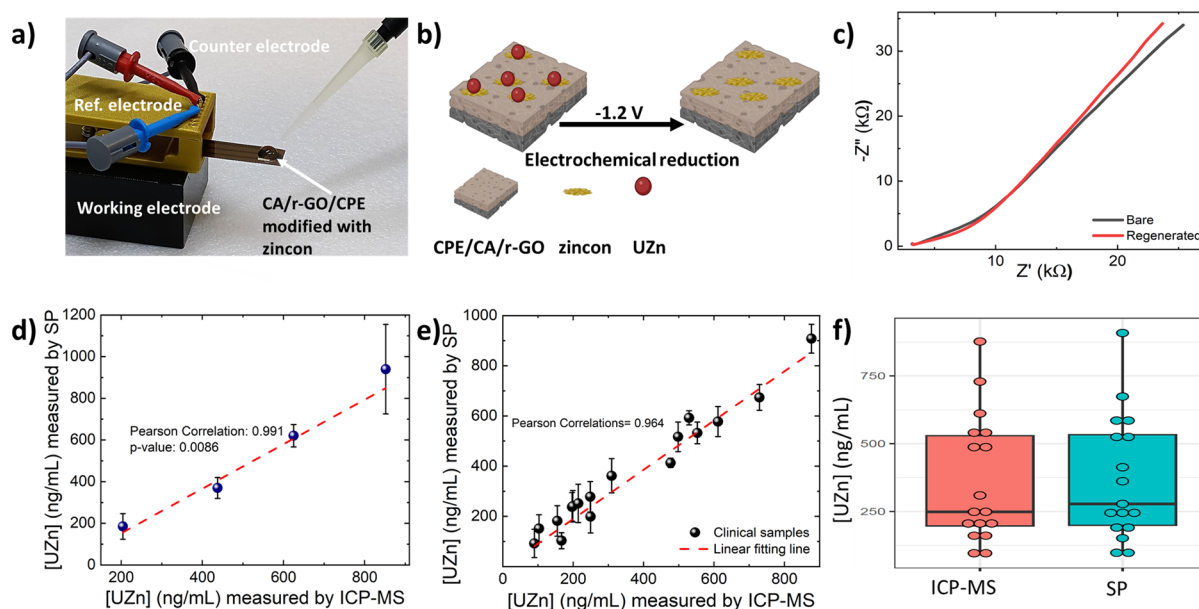 a)
Counter electrode
Ref. electrode
Working electrode
CA/r-GO/CPE
modified with
zincon
b)
-1.2 V
Electrochemical reduction
CPE/CA/r-GO zincon UZn
c)
-Z" (kΩ)
30
20
10
0
10 20
Z' (kΩ)
Bare
Regenerated
d)
[UZn] (ng/mL) measured by SP
1200
1000
800
600
400
200
0
200 400 600 800
[UZn] (ng/mL) measured by ICP-MS
Pearson Correlation: 0.991
p-value: 0.0086
e)
[UZn] (ng/mL) measured by SP
1000
800
600
400
200
0
0 100 200 300 400 500 600 700 800 900
[UZn] (ng/mL) measured by ICP-MS
Pearson Correlations= 0.964
Clinical samples
Linear fitting line
f)
[UZn] (ng/mL)
750
500
250
ICP-MS SP